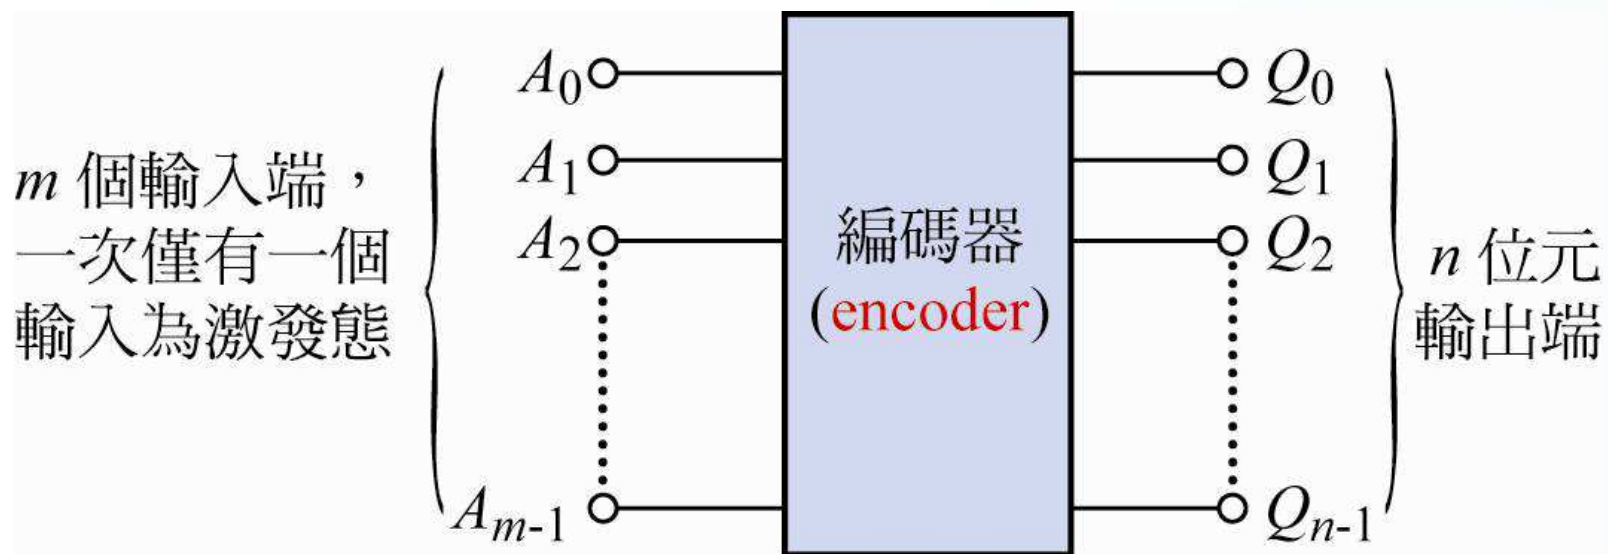 m 個輸入端，
一次僅有一個
輸入為激發態
A0
A1
A2
Am-1
編碼器
(encoder)
Q0
Q1
Q2
Qn-1
n 位元
輸出端